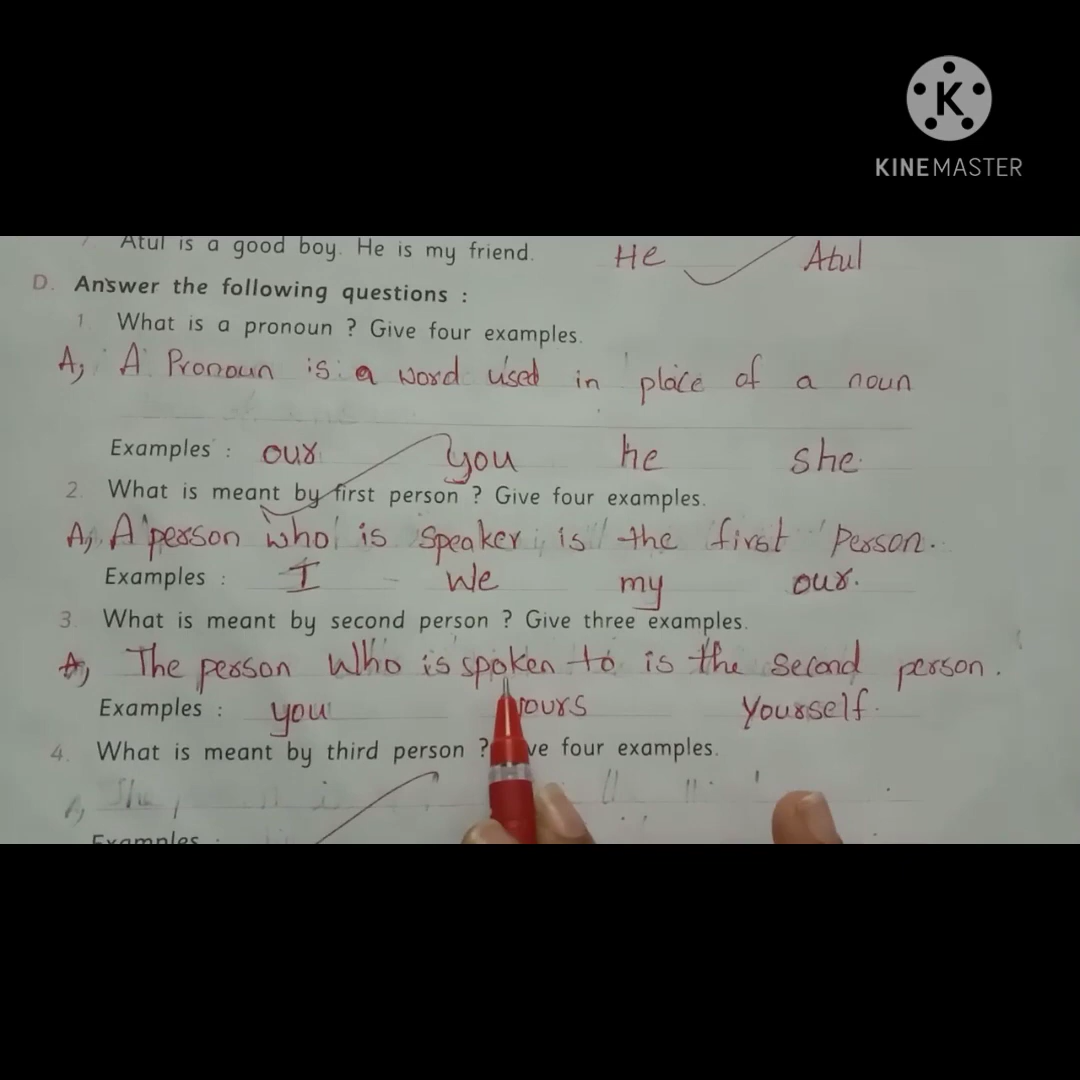 KINEMASTER
Atul is a good boy. He is my friend. He Atul
D. Answer the following questions :
1. What is a pronoun ? Give four examples.
A, A Pronoun is a word used in place of a noun
Examples : our you he she.
2. What is meant by first person ? Give four examples.
A, A person who is speaker is the first Person.
Examples : I We my our.
3. What is meant by second person ? Give three examples.
A, The person Who is spoken to is the second person.
Examples : you yours Yourself.
4. What is meant by third person ? ve four examples.
A,
Examples :